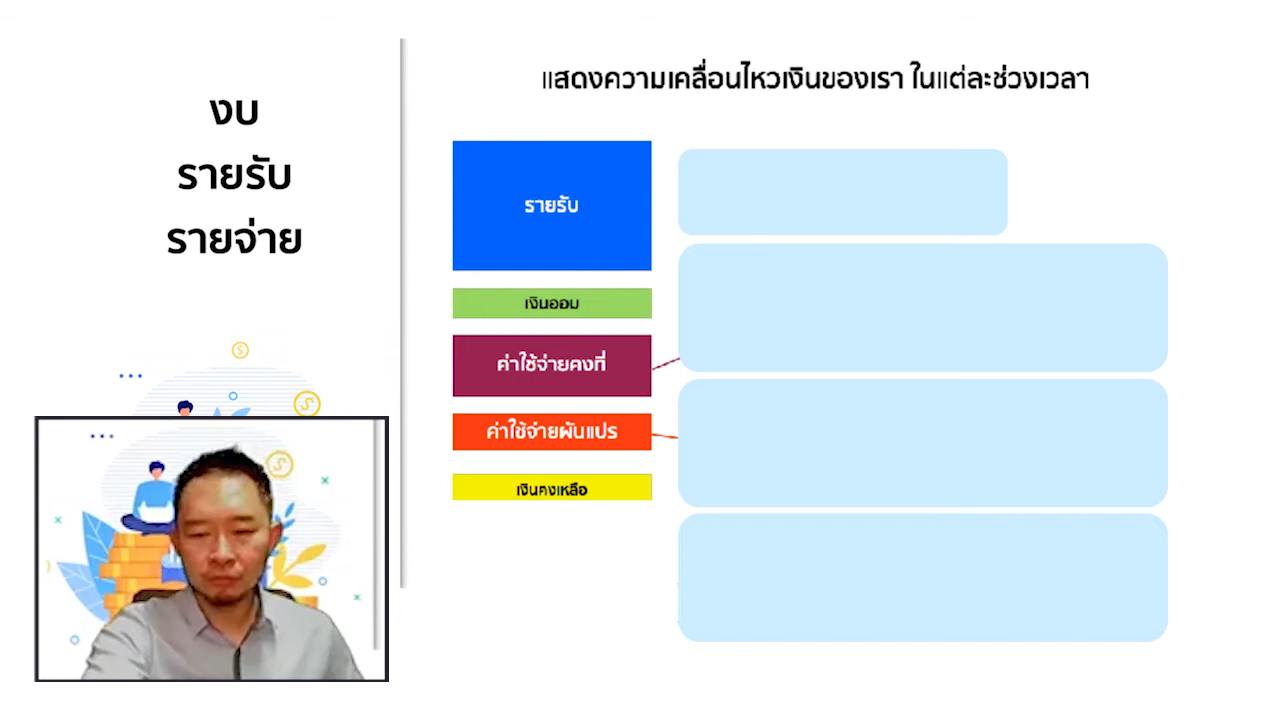 งบ
รายรับ
รายจ่าย
แสดงความเคลื่อนไหวเงินของเรา ในแต่ละช่วงเวลา
รายรับ
เงินออม
ค่าใช้จ่ายคงที่
ค่าใช้จ่ายผันแปร
เงินคงเหลือ